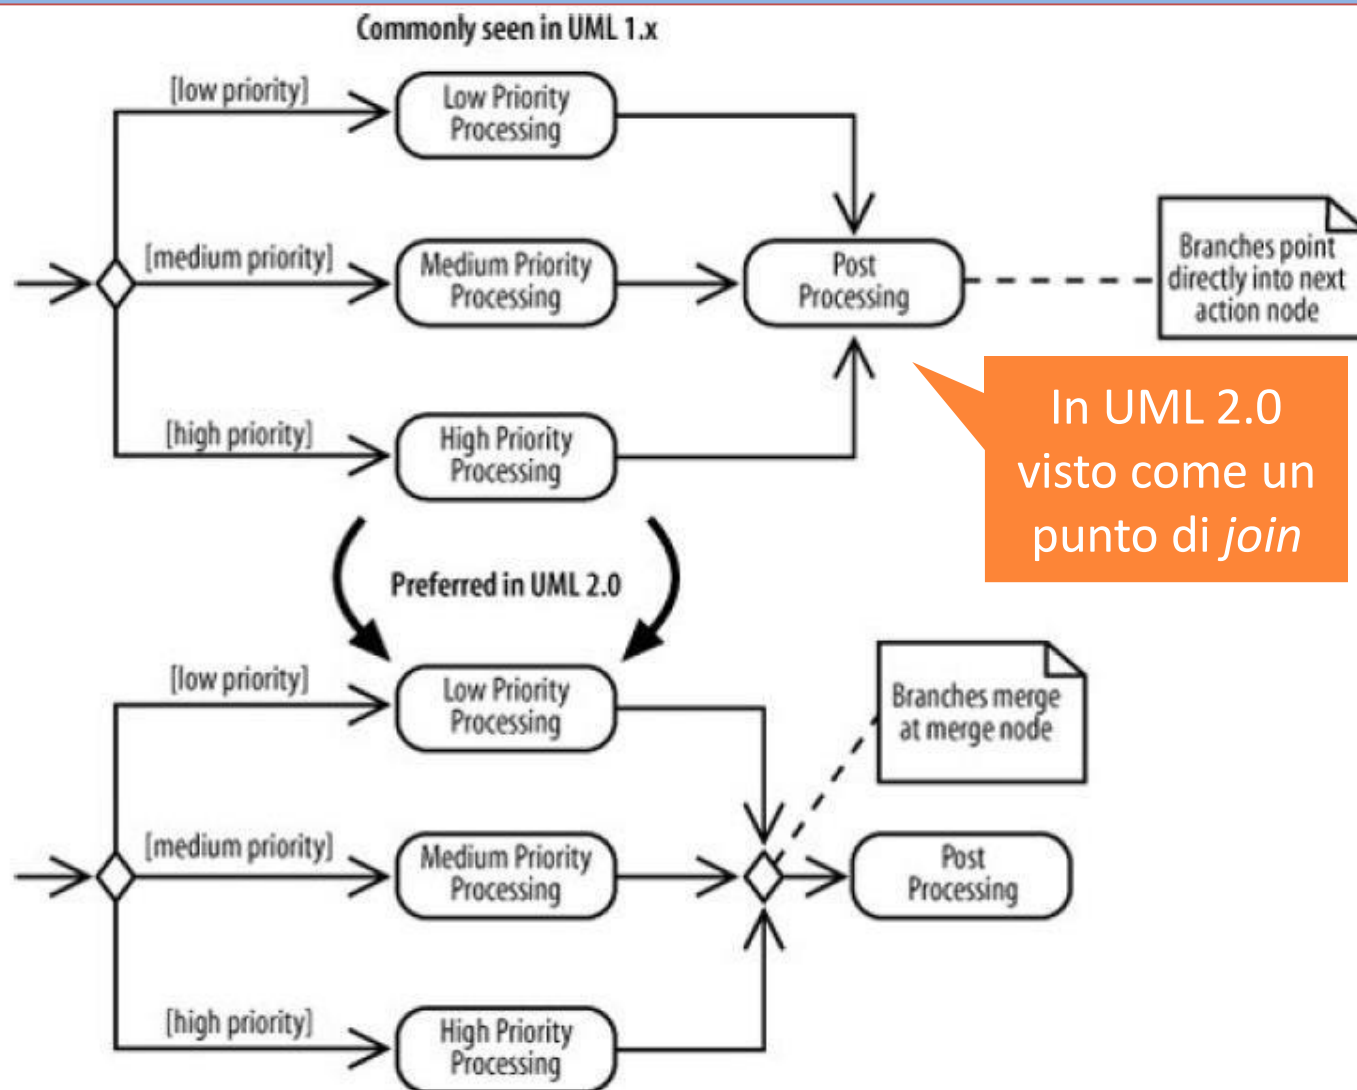 Commonly seen in UML 1.x
[low priority]
Low Priority
Processing
[medium priority]
Medium Priority
Processing
Post
Processing
Branches point
directly into next
action node
[high priority]
High Priority
Processing
In UML 2.0
visto come un
punto di join
Preferred in UML 2.0
[low priority]
Low Priority
Processing
Branches merge
at merge node
[medium priority]
Medium Priority
Processing
Post
Processing
[high priority]
High Priority
Processing